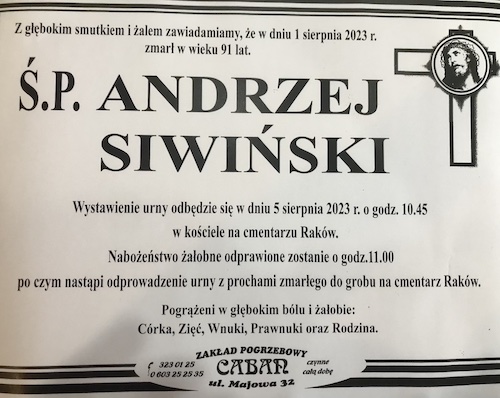 Z głębokim smutkiem i żalem zawiadamiamy, że w dniu 1 sierpnia 2023 r.
zmarł w wieku 91 lat.
Ś.P. ANDRZEJ
SIWIŃSKI
Wystawienie urny odbędzie się w dniu 5 sierpnia 2023 r. o godz. 10.45
w kościele na cmentarzu Raków.
Nabożeństwo żałobne odprawione zostanie o godz.11.00
po czym nastąpi odprowadzenie urny z prochami zmarłego do grobu na cmentarz Raków.
Pogrążeni w głębokim bólu i żałobie:
Córka, Zięć, Wnuki, Prawnuki oraz Rodzina.
ZAKŁAD POGRZEBOWY
323 01 25 CABAN czynne
0 603 25 25 35 całą dobę
ul. Majowa 32